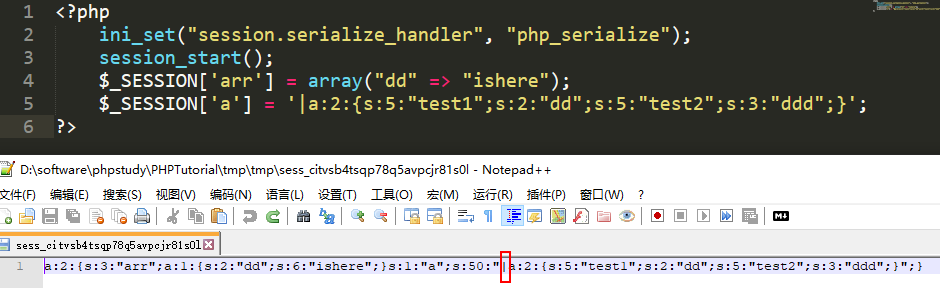 1 <?php
2 ini_set("session.serialize_handler", "php_serialize");
3 session_start();
4 $_SESSION['arr'] = array("dd" => "ishere");
5 $_SESSION['a'] = '|a:2:{s:5:"test1";s:2:"dd";s:5:"test2";s:3:"ddd";}';
6 ?>
D:\software\phpstudy\PHPTutorial\tmp\tmp\sess_citvsb4tsqp78q5avpcjr81s0l - Notepad++
文件(F) 编辑(E) 搜索(S) 视图(V) 编码(N) 语言(L) 设置(T) 工具(O) 宏(M) 运行(R) 插件(P) 窗口(W) ?
sess_citvsb4tsqp78q5avpcjr81s0l
1 a:2:{s:3:"arr";a:1:{s:2:"dd";s:6:"ishere";}s:1:"a";s:50:"|a:2:{s:5:"test1";s:2:"dd";s:5:"test2";s:3:"ddd";}";}